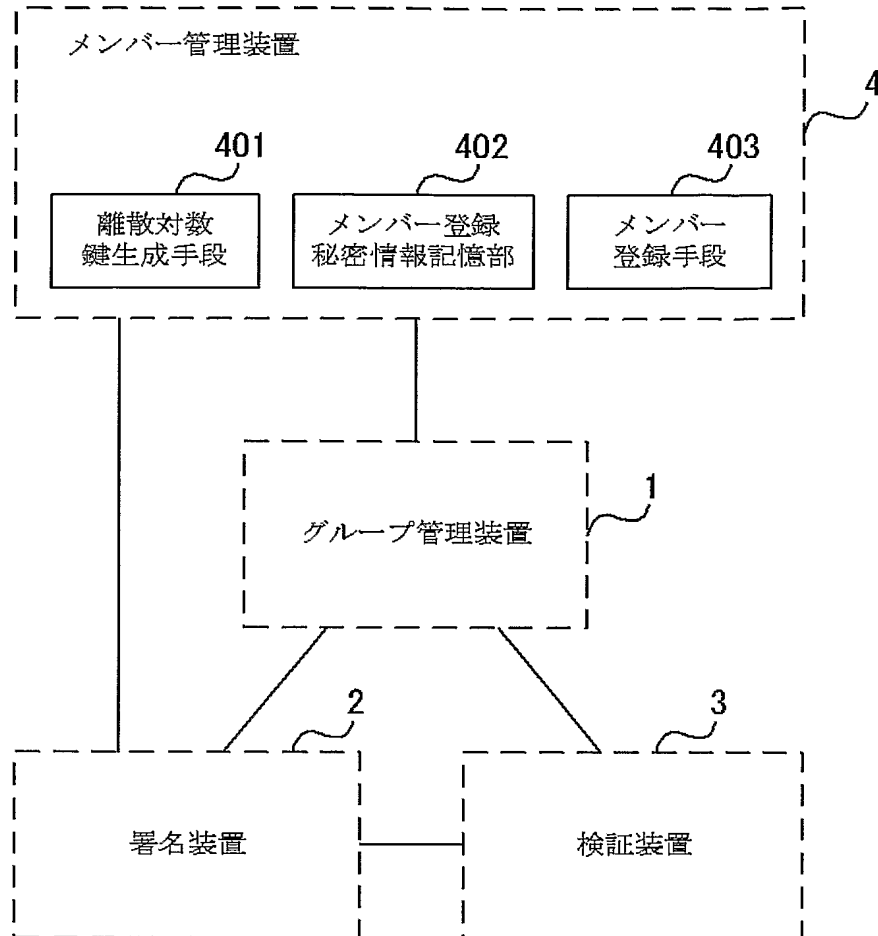 メンバー管理装置
4
401
402
403
離散対数
鍵生成手段
メンバー登録
秘密情報記憶部
メンバー
登録手段
1
グループ管理装置
2
3
署名装置
検証装置